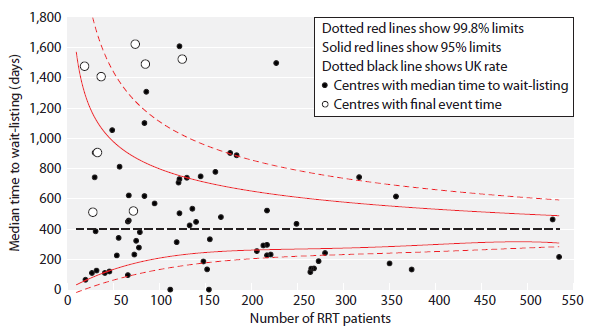 1,800
1,600
1,400
1,200
1,000
800
600
400
200
0
Median time to wait-listing (days)
Dotted red lines show 99.8% limits
Solid red lines show 95% limits
Dotted black line shows UK rate
Centres with median time to wait-listing
Centres with final event time
0 50 100 150 200 250 300 350 400 450 500 550
Number of RRT patients